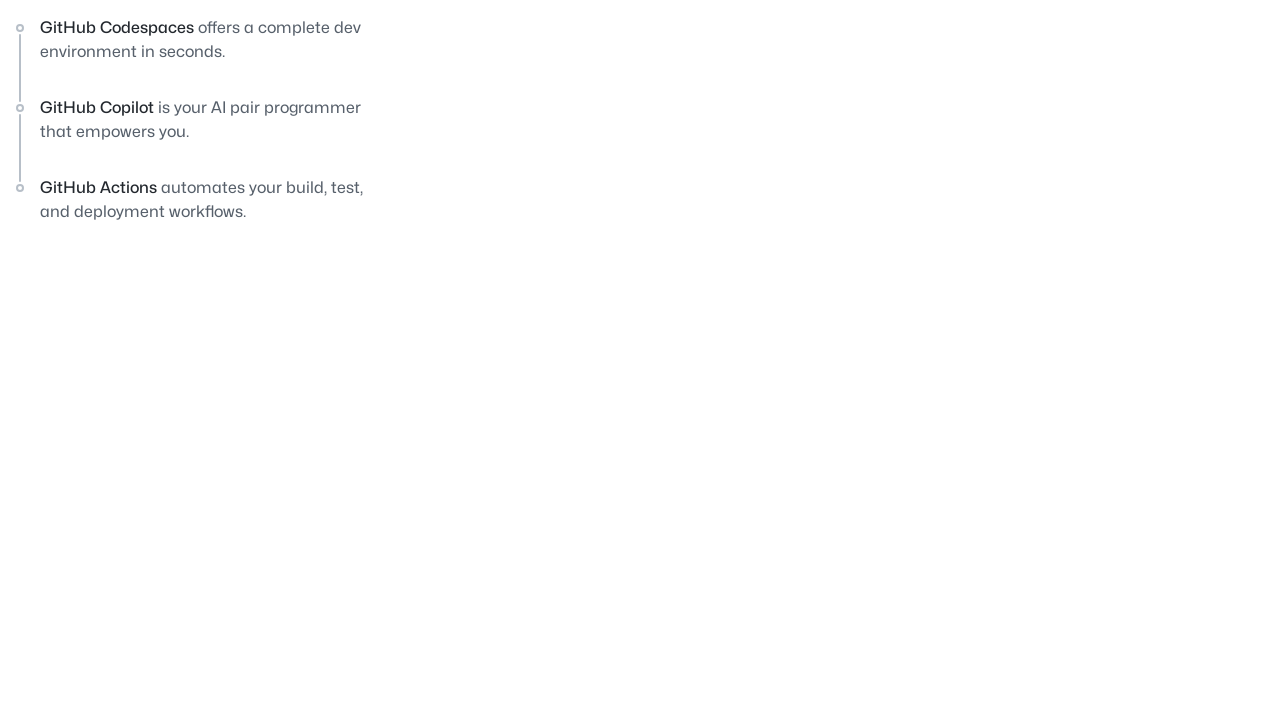 GitHub Codespaces offers a complete dev
environment in seconds.
GitHub Copilot is your AI pair programmer
that empowers you.
GitHub Actions automates your build, test,
and deployment workflows.